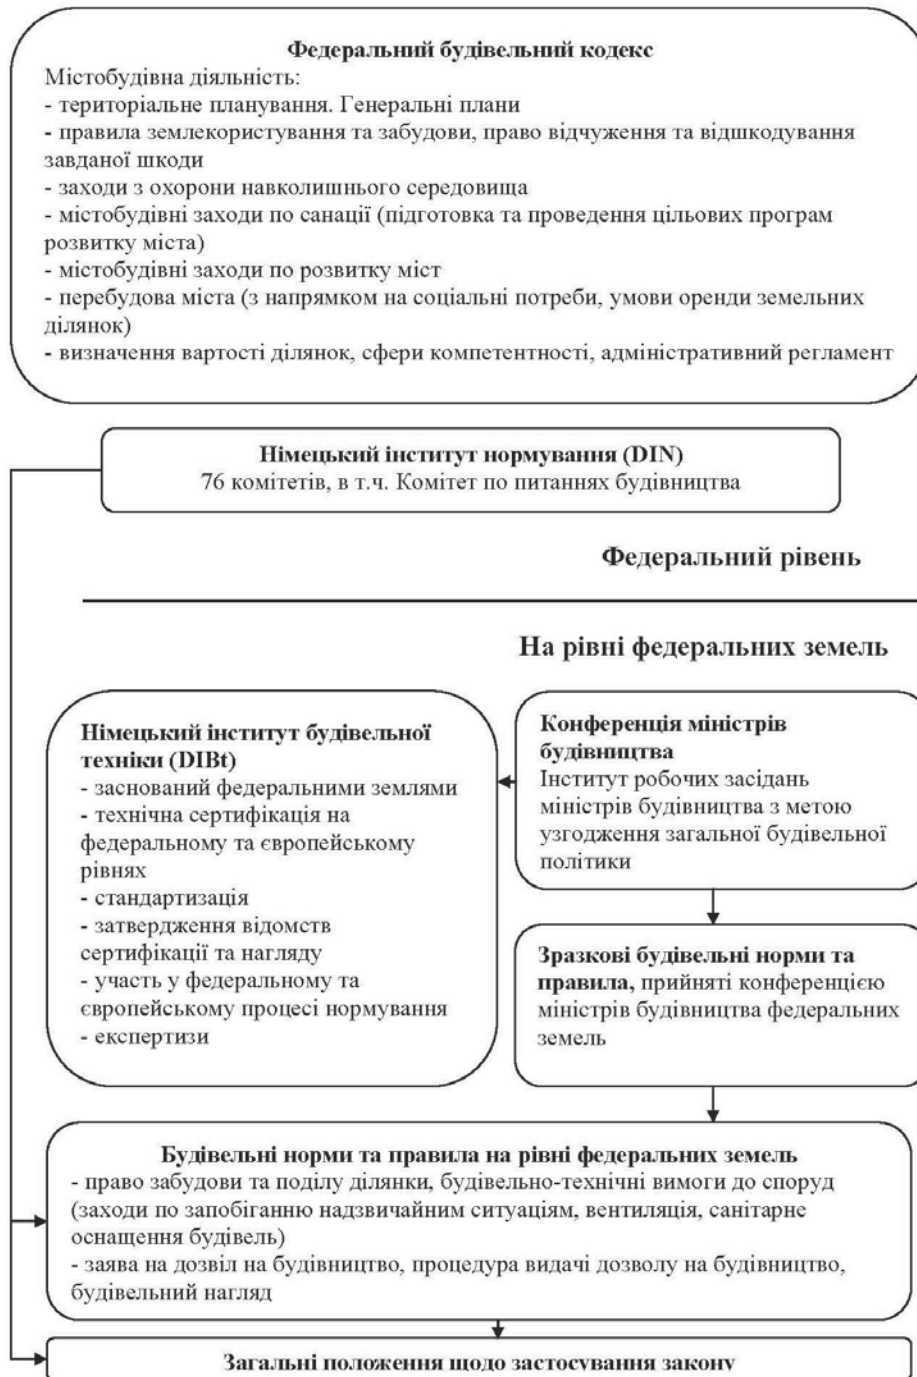 Федеральний будівельний кодекс
Містобудівна діяльність:
- територіальне планування. Генеральні плани
- правила землекористування та забудови, право відчуження та відшкодування
завданої шкоди
- заходи з охорони навколишнього середовища
- містобудівні заходи по санації (підготовка та проведення цільових програм
розвитку міста)
- містобудівні заходи по розвитку міст
- перебудова міста (з напрямком на соціальні потреби, умови оренди земельних
ділянок)
- визначення вартості ділянок, сфери компетентності, адміністративний регламент
Німецький інститут нормування (DIN)
76 комітетів, в т.ч. Комітет по питаннях будівництва
Федеральний рівень
На рівні федеральних земель
Німецький інститут будівельної
техніки (DIBt)
- заснований федеральними землями
- технічна сертифікація на
федеральному та європейському
рівнях
- стандартизація
- затвердження відомств
сертифікації та нагляду
- участь у федеральному та
європейському процесі нормування
- експертизи
Конференція міністрів
будівництва
Інститут робочих засідань
міністрів будівництва з метою
узгодження загальної будівельної
політики
Зразкові будівельні норми та
правила, прийняті конференцією
міністрів будівництва федеральних
земель
Будівельні норми та правила на рівні федеральних земель
- право забудови та поділу ділянки, будівельно-технічні вимоги до споруд
(заходи по запобіганню надзвичайним ситуаціям, вентиляція, санітарне
оснащення будівель)
- заява на дозвіл на будівництво, процедура видачі дозволу на будівництво,
будівельний нагляд
Загальні положення щодо застосування закону